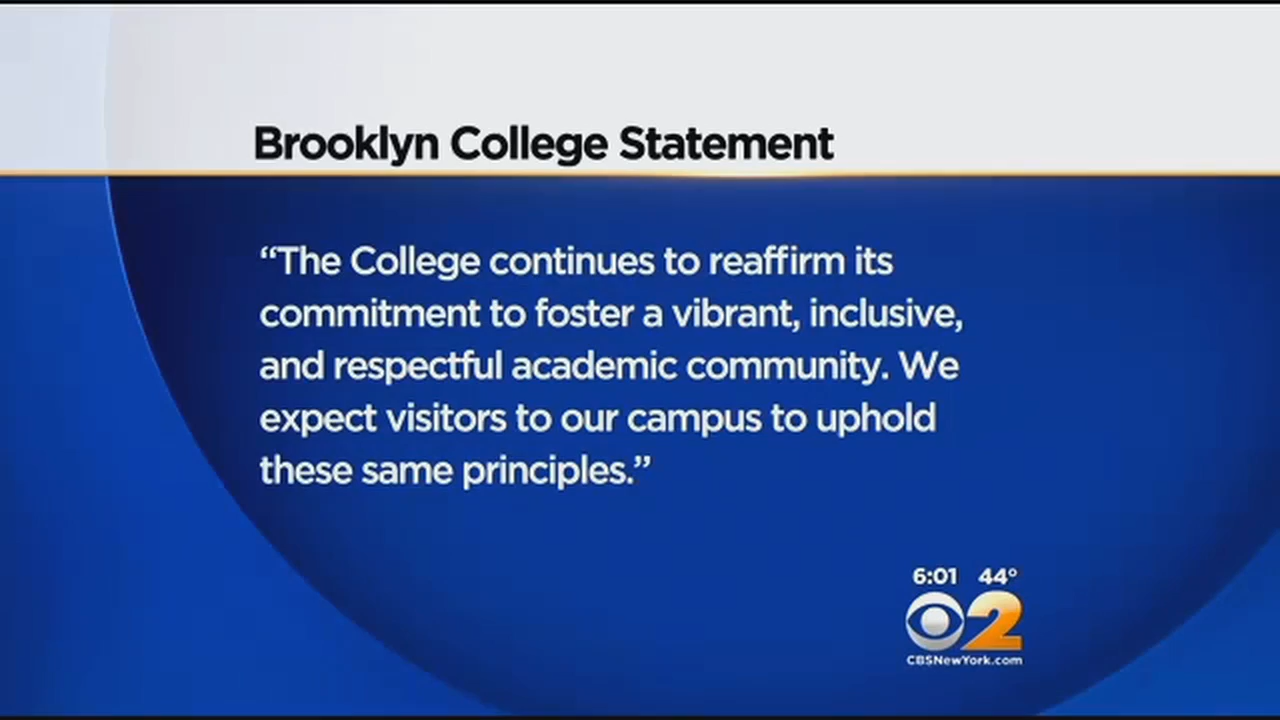 Brooklyn College Statement
“The College continues to reaffirm its
commitment to foster a vibrant, inclusive,
and respectful academic community. We
expect visitors to our campus to uphold
these same principles.”
6:01 44°
2
CBSNewYork.com